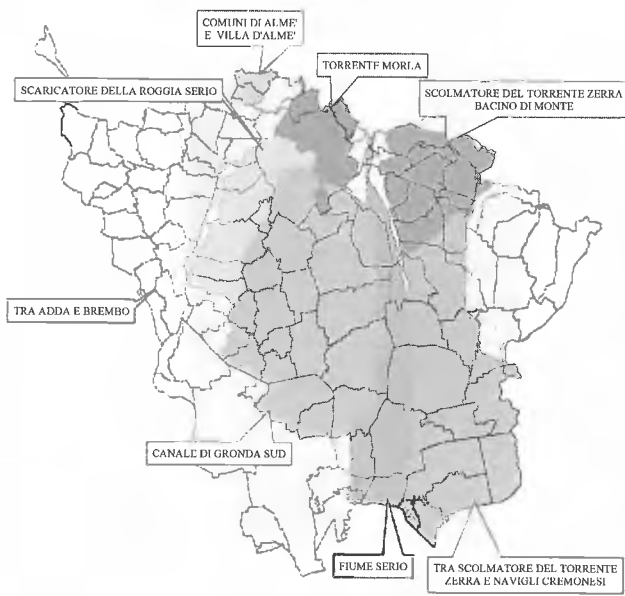 COMUNI DI ALME'
E VILLA D'ALME'
TORRENTE MORLA
SCARICATORE DELLA ROGGIA SERIO
SCOLMATORE DEL TORRENTE ZERRA
BACINO DI MONTE
TRA ADDA E BREMBO
CANALE DI GRONDA SUD
FIUME SERIO
TRA SCOLMATORE DEL TORRENTE
ZERRA E NAVIGLI CREMONESI